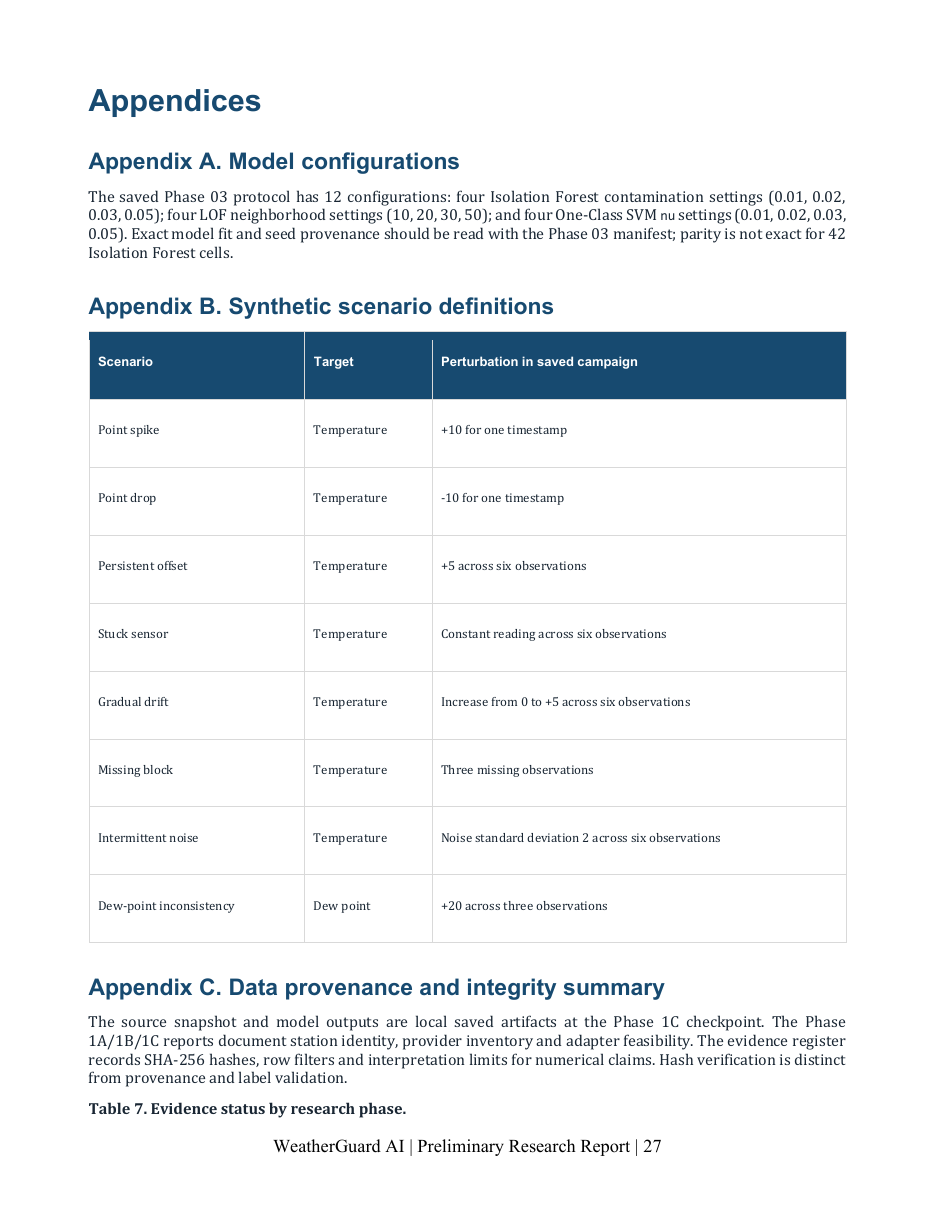 Appendices
Appendix A. Model configurations
The saved Phase 03 protocol has 12 configurations: four Isolation Forest contamination settings (0.01, 0.02,
0.03, 0.05); four LOF neighborhood settings (10, 20, 30, 50); and four One-Class SVM nu settings (0.01, 0.02, 0.03,
0.05). Exact model fit and seed provenance should be read with the Phase 03 manifest; parity is not exact for 42
Isolation Forest cells.
Appendix B. Synthetic scenario definitions
Scenario Target Perturbation in saved campaign
Point spike Temperature +10 for one timestamp
Point drop Temperature -10 for one timestamp
Persistent offset Temperature +5 across six observations
Stuck sensor Temperature Constant reading across six observations
Gradual drift Temperature Increase from 0 to +5 across six observations
Missing block Temperature Three missing observations
Intermittent noise Temperature Noise standard deviation 2 across six observations
Dew-point inconsistency Dew point +20 across three observations
Appendix C. Data provenance and integrity summary
The source snapshot and model outputs are local saved artifacts at the Phase 1C checkpoint. The Phase
1A/1B/1C reports document station identity, provider inventory and adapter feasibility. The evidence register
records SHA-256 hashes, row filters and interpretation limits for numerical claims. Hash verification is distinct
from provenance and label validation.
Table 7. Evidence status by research phase.
WeatherGuard AI | Preliminary Research Report | 27